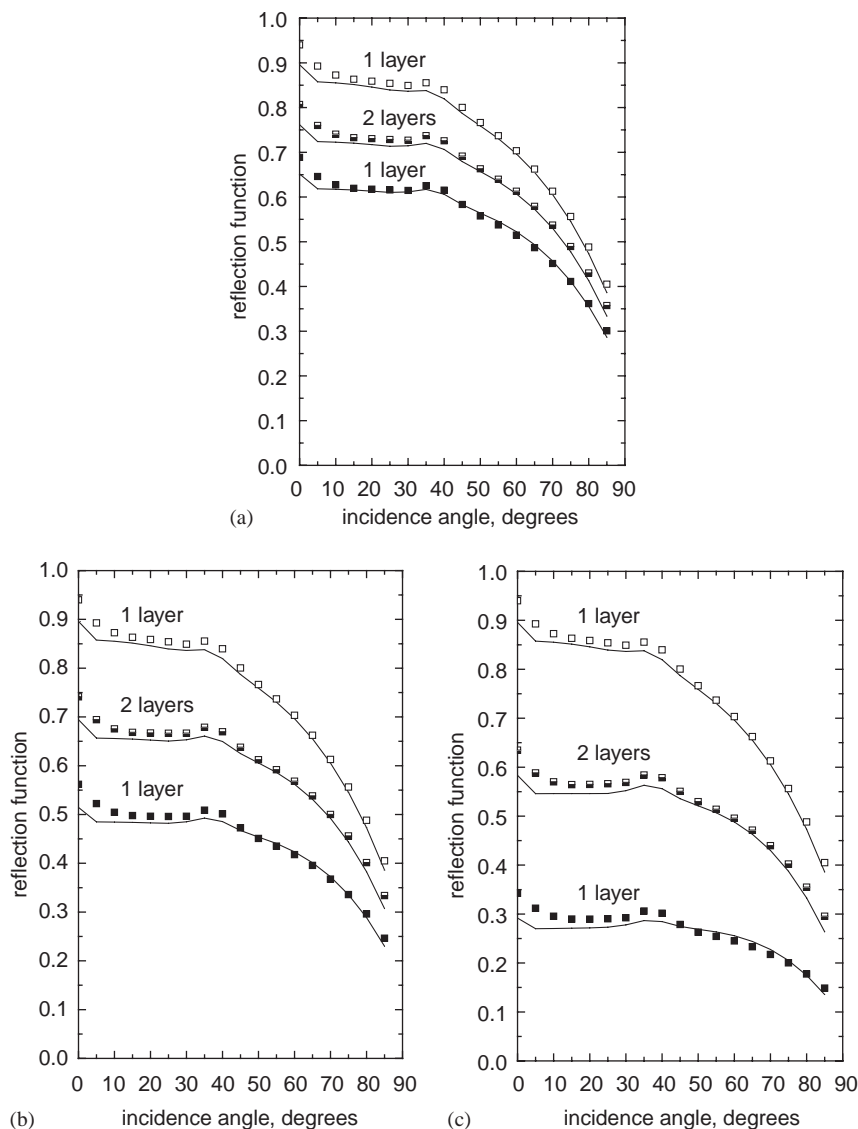 1.0
0.9
0.8
0.7
0.6
0.5
0.4
0.3
0.2
0.1
0.0
reflection function
1 layer
2 layers
1 layer
0 10 20 30 40 50 60 70 80 90
(a) incidence angle, degrees
1.0
0.9
0.8
0.7
0.6
0.5
0.4
0.3
0.2
0.1
0.0
reflection function
1 layer
2 layers
1 layer
0 10 20 30 40 50 60 70 80 90
(b) incidence angle, degrees
1.0
0.9
0.8
0.7
0.6
0.5
0.4
0.3
0.2
0.1
0.0
reflection function
1 layer
2 layers
1 layer
0 10 20 30 40 50 60 70 80 90
(c) incidence angle, degrees